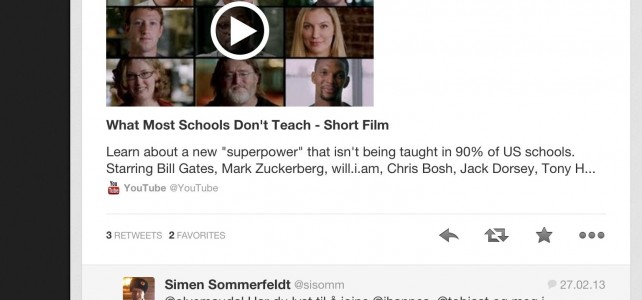 What Most Schools Don't Teach - Short Film
Learn about a new "superpower" that isn't being taught in 90% of US schools.
Starring Bill Gates, Mark Zuckerberg, will.i.am, Chris Bosh, Jack Dorsey, Tony H...
You Tube YouTube @YouTube
3 RETWEETS 2 FAVORITES
Simen Sommerfeldt @sisomm 27.02.13